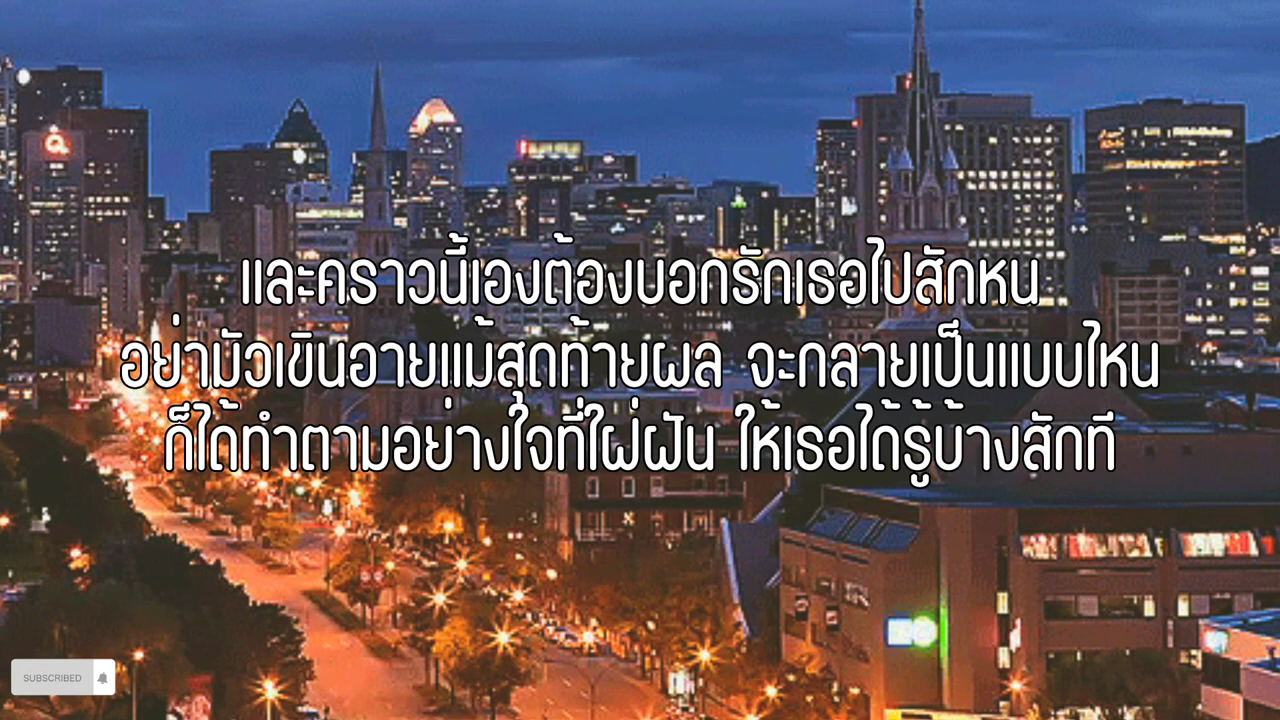 และคราวนี้เองต้องบอกรักเธอไปสักหน
อย่ามัวเขินอายแม้สุดท้ายผล จะกลายเป็นแบบไหน
ก็ได้ทำตามอย่างใจที่ใฝ่ฝัน ให้เธอได้รู้บ้างสักที
SUBSCRIBED